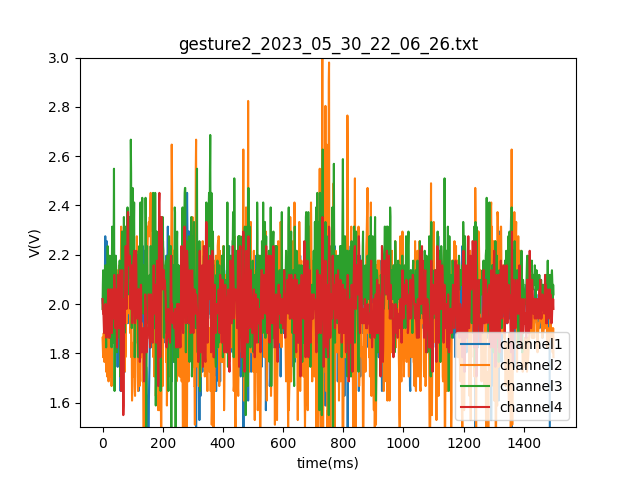 gesture2_2023_05_30_22_06_26.txt
3.0
2.8
2.6
2.4
2.2
2.0
1.8
1.6
V(V)
channel1
channel2
channel3
channel4
0 200 400 600 800 1000 1200 1400
time(ms)